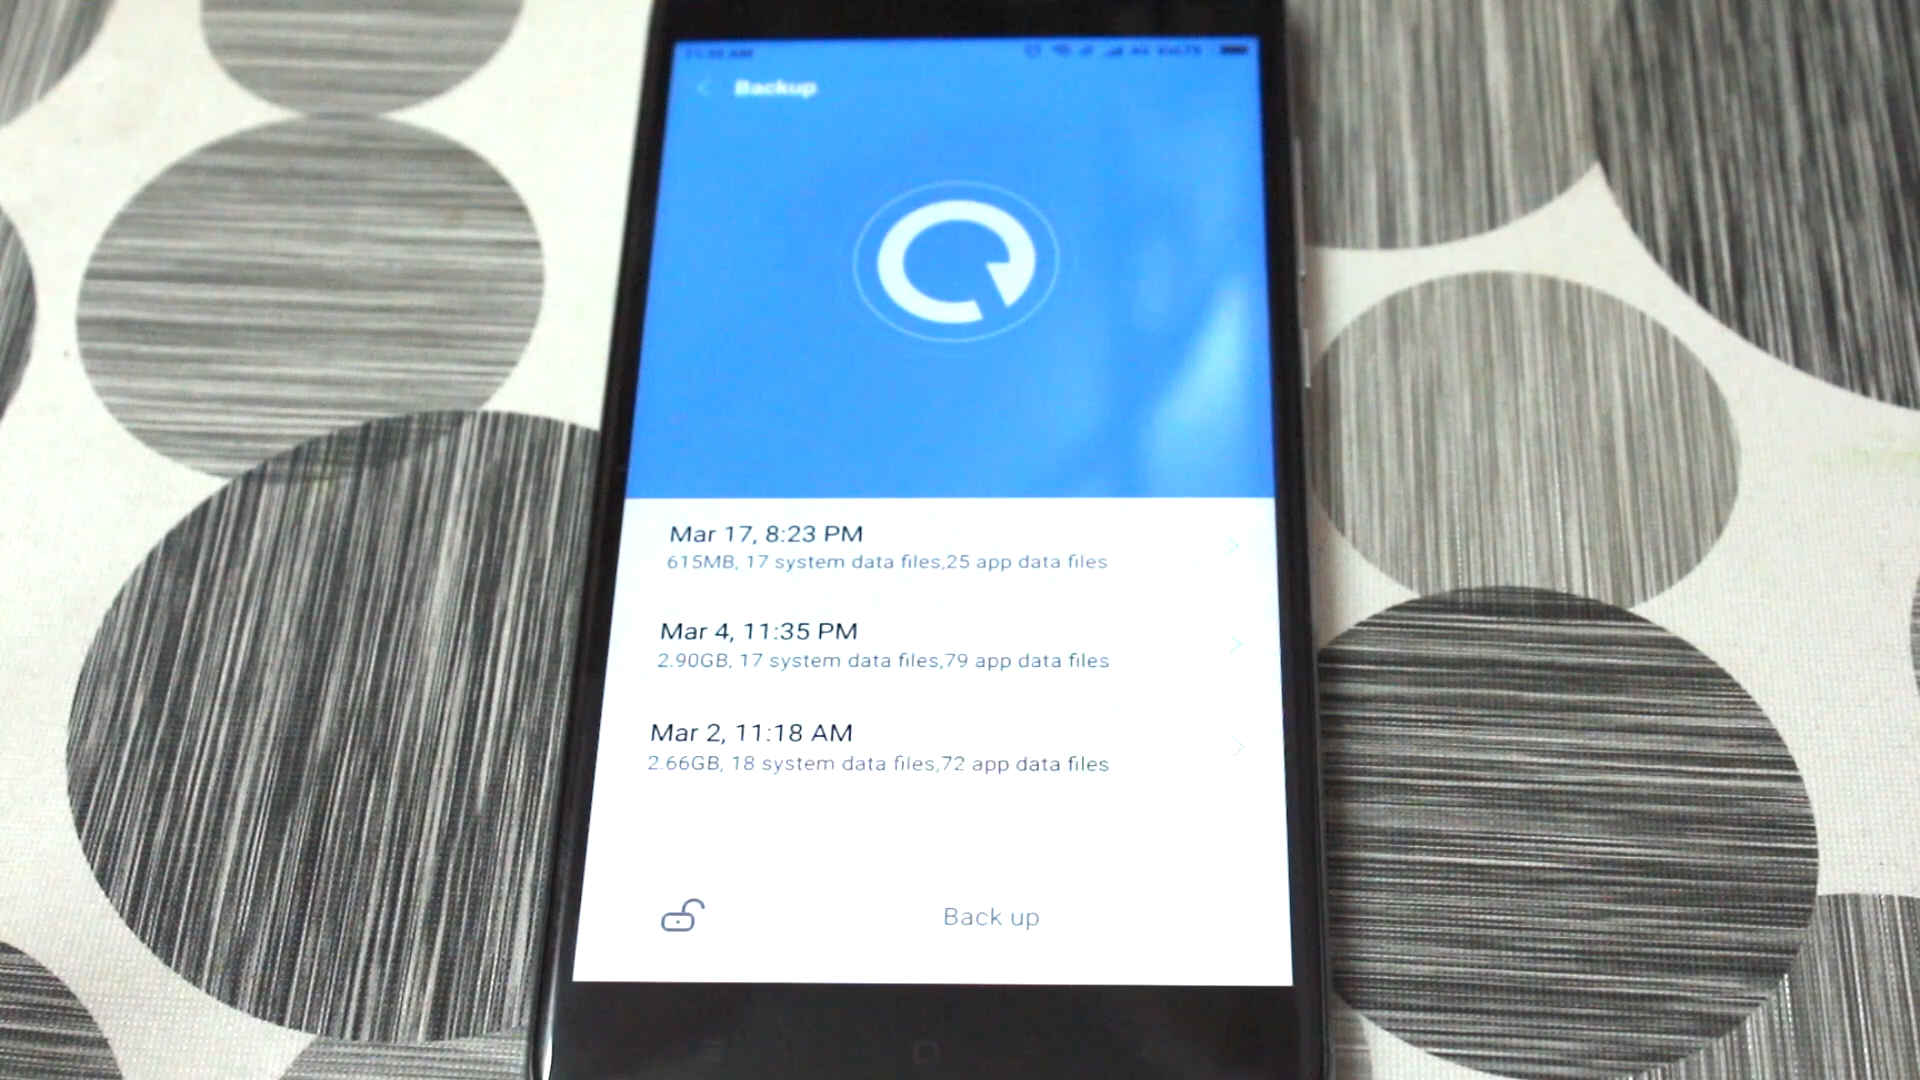 Backup
Mar 17, 8:23 PM
615MB, 17 system data files,25 app data files
Mar 4, 11:35 PM
2.90GB, 17 system data files,79 app data files
Mar 2, 11:18 AM
2.66GB, 18 system data files,72 app data files
Back up